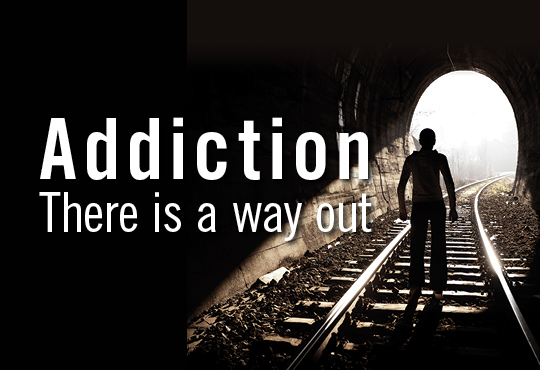 Addiction
There is a way out